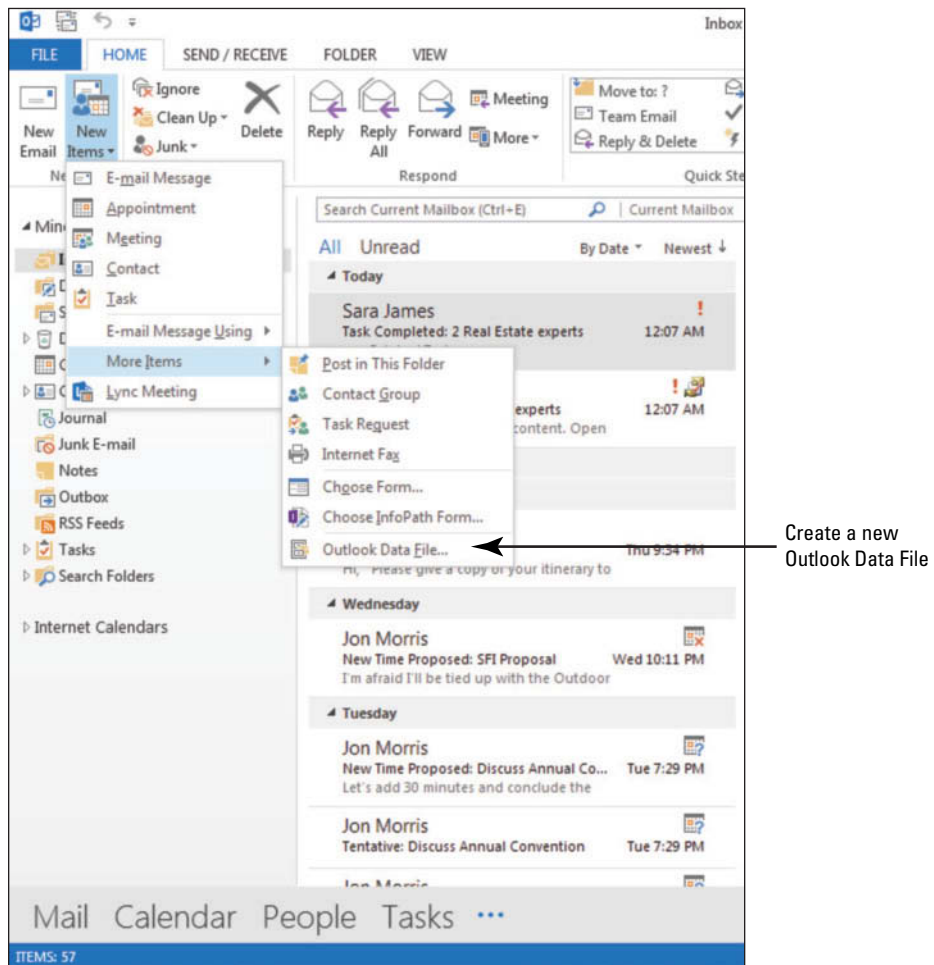 Inbox
FILE HOME SEND / RECEIVE FOLDER VIEW
New Email
New Items
Ignore
Clean Up
Junk
Delete
Reply
Reply All
Forward
Meeting
More
Move to: ?
Team Email
Reply & Delete
Respond
Quick Ste
E-mail Message
Appointment
Meeting
Contact
Task
E-mail Message Using
More Items
Lync Meeting
Post in This Folder
Contact Group
Task Request
Internet Fax
Choose Form...
Choose InfoPath Form...
Outlook Data File...
Journal
Junk E-mail
Notes
Outbox
RSS Feeds
Tasks
Search Folders
Internet Calendars
Search Current Mailbox (Ctrl+E) Current Mailbox
All Unread By Date Newest
Today
Sara James
Task Completed: 2 Real Estate experts 12:07 AM
experts 12:07 AM
content. Open
Thu 9:34 PM
Hi, Please give a copy of your itinerary to
Wednesday
Jon Morris
New Time Proposed: SFI Proposal Wed 10:11 PM
I'm afraid I'll be tied up with the Outdoor
Tuesday
Jon Morris
New Time Proposed: Discuss Annual Co... Tue 7:29 PM
Let's add 30 minutes and conclude the
Jon Morris
Tentative: Discuss Annual Convention Tue 7:29 PM
Jon Morris
Mail Calendar People Tasks ...
ITEMS: 57
Create a new
Outlook Data File